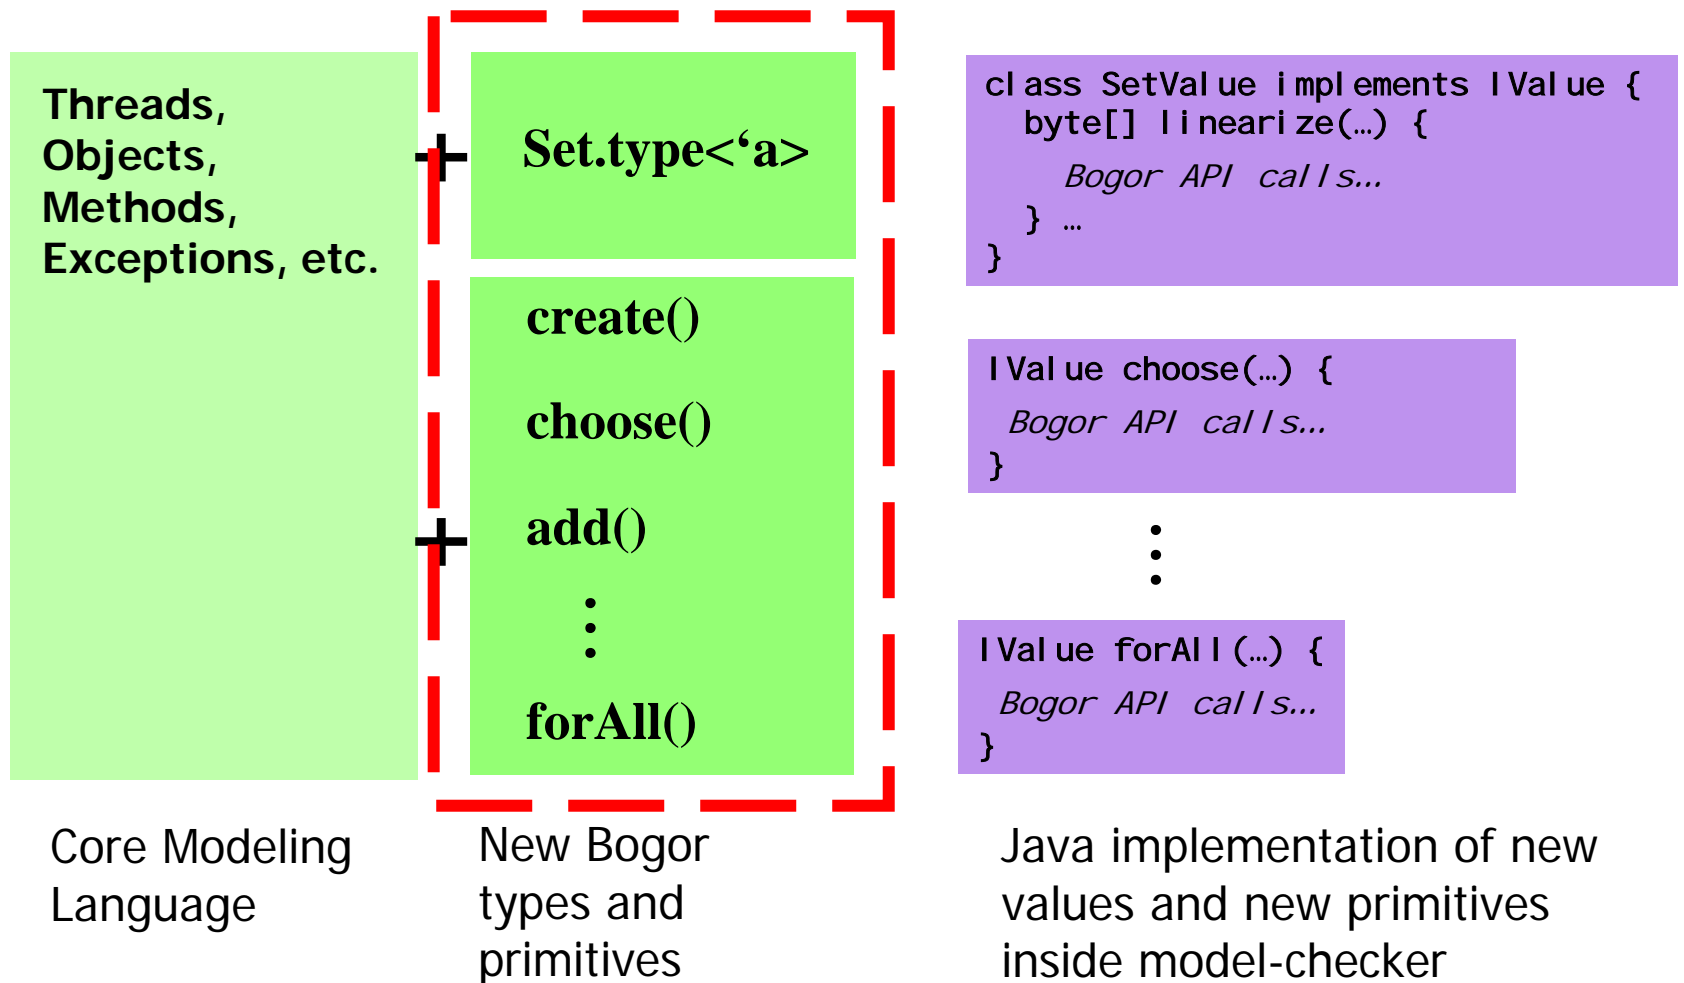 Threads,
Objects,
Methods,
Exceptions, etc.
+
Set.type<‘a>
+
create()
choose()
add()
⋮
forAll()
class SetValue implements IValue {
byte[] linearize(…) {
Bogor API calls…
} …
}
IValue choose(…) {
Bogor API calls…
}
⋮
IValue forAll(…) {
Bogor API calls…
}
Core Modeling
Language
New Bogor
types and
primitives
Java implementation of new
values and new primitives
inside model-checker